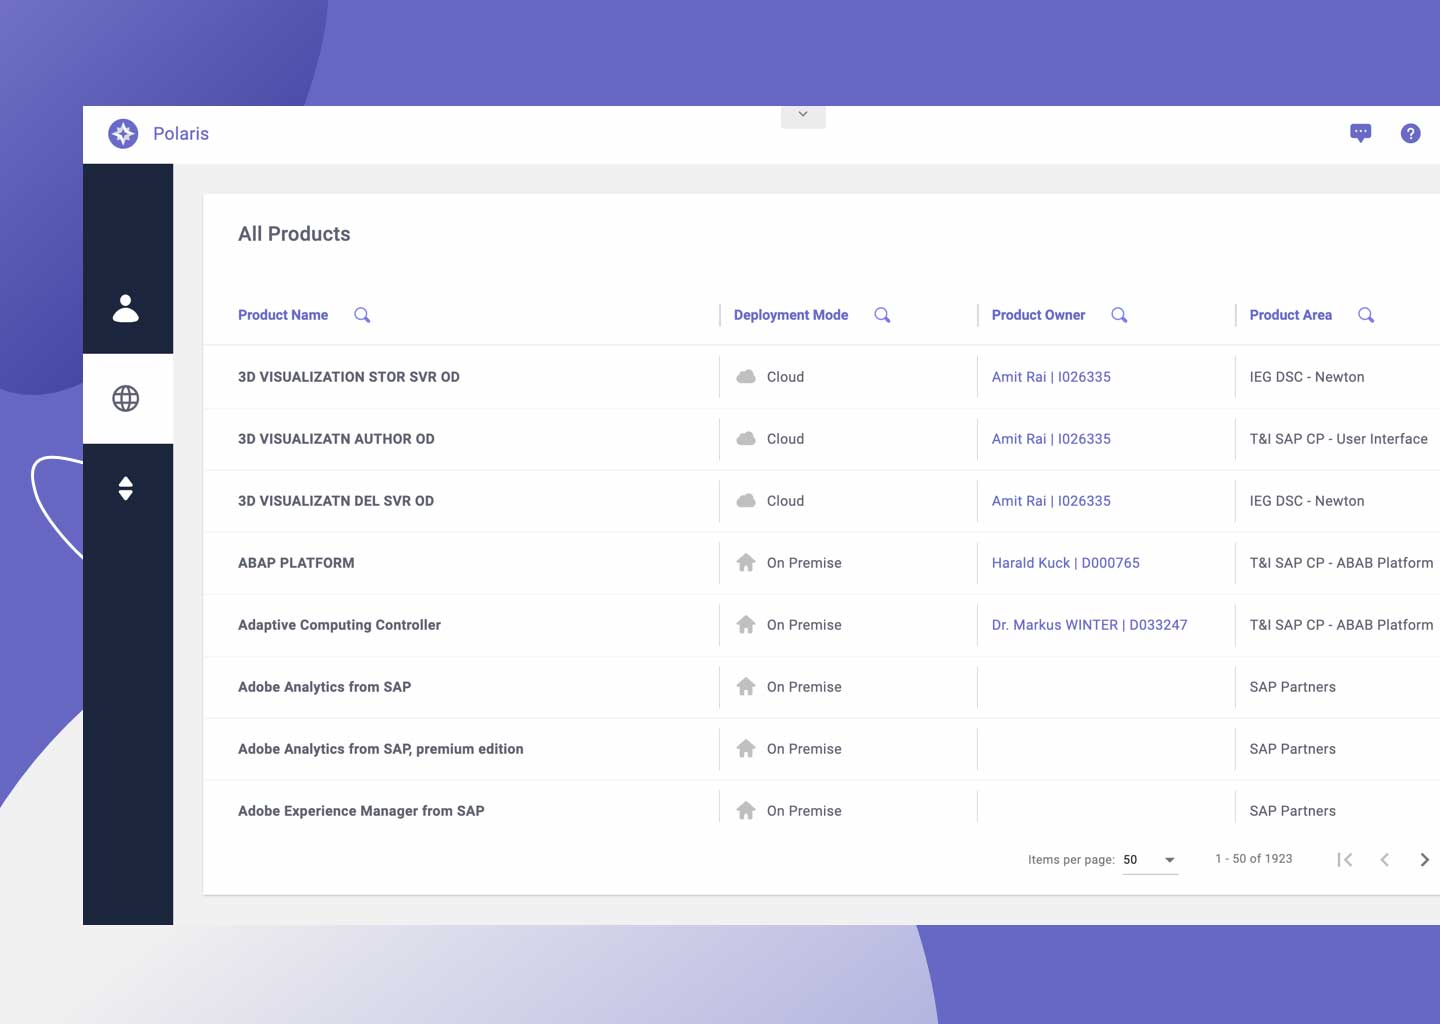 Polaris
?
All Products
Product Name Deployment Mode Product Owner Product Area
3D VISUALIZATION STOR SVR OD Cloud Amit Rai | I026335 IEG DSC - Newton
3D VISUALIZATN AUTHOR OD Cloud Amit Rai | I026335 T&I SAP CP - User Interface
3D VISUALIZATN DEL SVR OD Cloud Amit Rai | I026335 IEG DSC - Newton
ABAP PLATFORM On Premise Harald Kuck | D000765 T&I SAP CP - ABAB Platform
Adaptive Computing Controller On Premise Dr. Markus WINTER | D033247 T&I SAP CP - ABAB Platform
Adobe Analytics from SAP On Premise SAP Partners
Adobe Analytics from SAP, premium edition On Premise SAP Partners
Adobe Experience Manager from SAP On Premise SAP Partners
Items per page: 50 1 - 50 of 1923